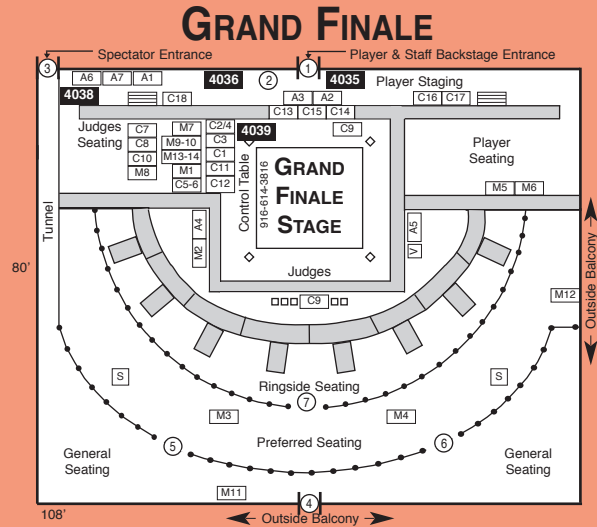 GRAND FINALE
Spectator Entrance
Player & Staff Backstage Entrance
3
1
A6 A7 A1
4036
2
4035
Player Staging
4038
C18
A3 A2
C16 C17
C13 C15 C14
Judges
Seating
C7
C8
C10
M8
M7
M9-10
M13-14
M1
C5-6
C2/4
C3
C1
C11
C12
4039
C9
Control Table
916-614-3816
GRAND
FINALE
STAGE
Player
Seating
M5 M6
Tunnel
A4
M2
A5
V
Judges
C9
80’
M12
Outside Balcony
S
S
Ringside Seating
7
M3
M4
Preferred Seating
5
6
General
Seating
General
Seating
M11
4
108’
Outside Balcony